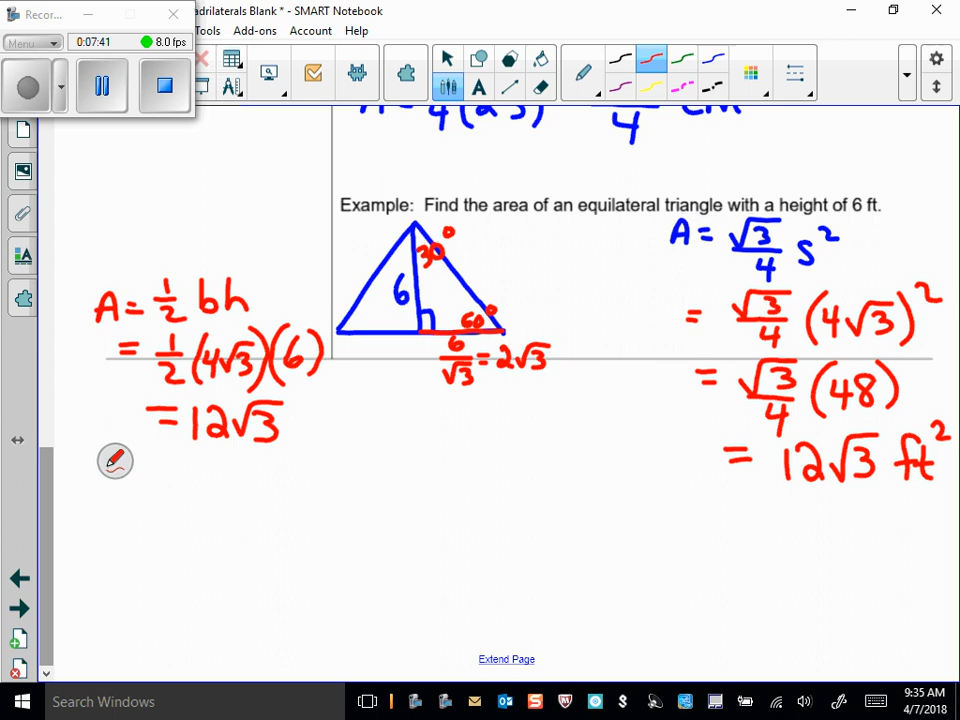 Recor...
adrilaterals Blank * - SMART Notebook
Menu
0:07:41
8.0 fps
Tools Add-ons Account Help
Example: Find the area of an equilateral triangle with a height of 6 ft.
A = √3/4 s²
30°
6
60°
6/√3 = 2√3
A = 1/2 bh
= 1/2 (4√3)(6)
= 12√3
= √3/4 (4√3)²
= √3/4 (48)
= 12√3 ft²
Extend Page
Search Windows
9:35 AM
4/7/2018